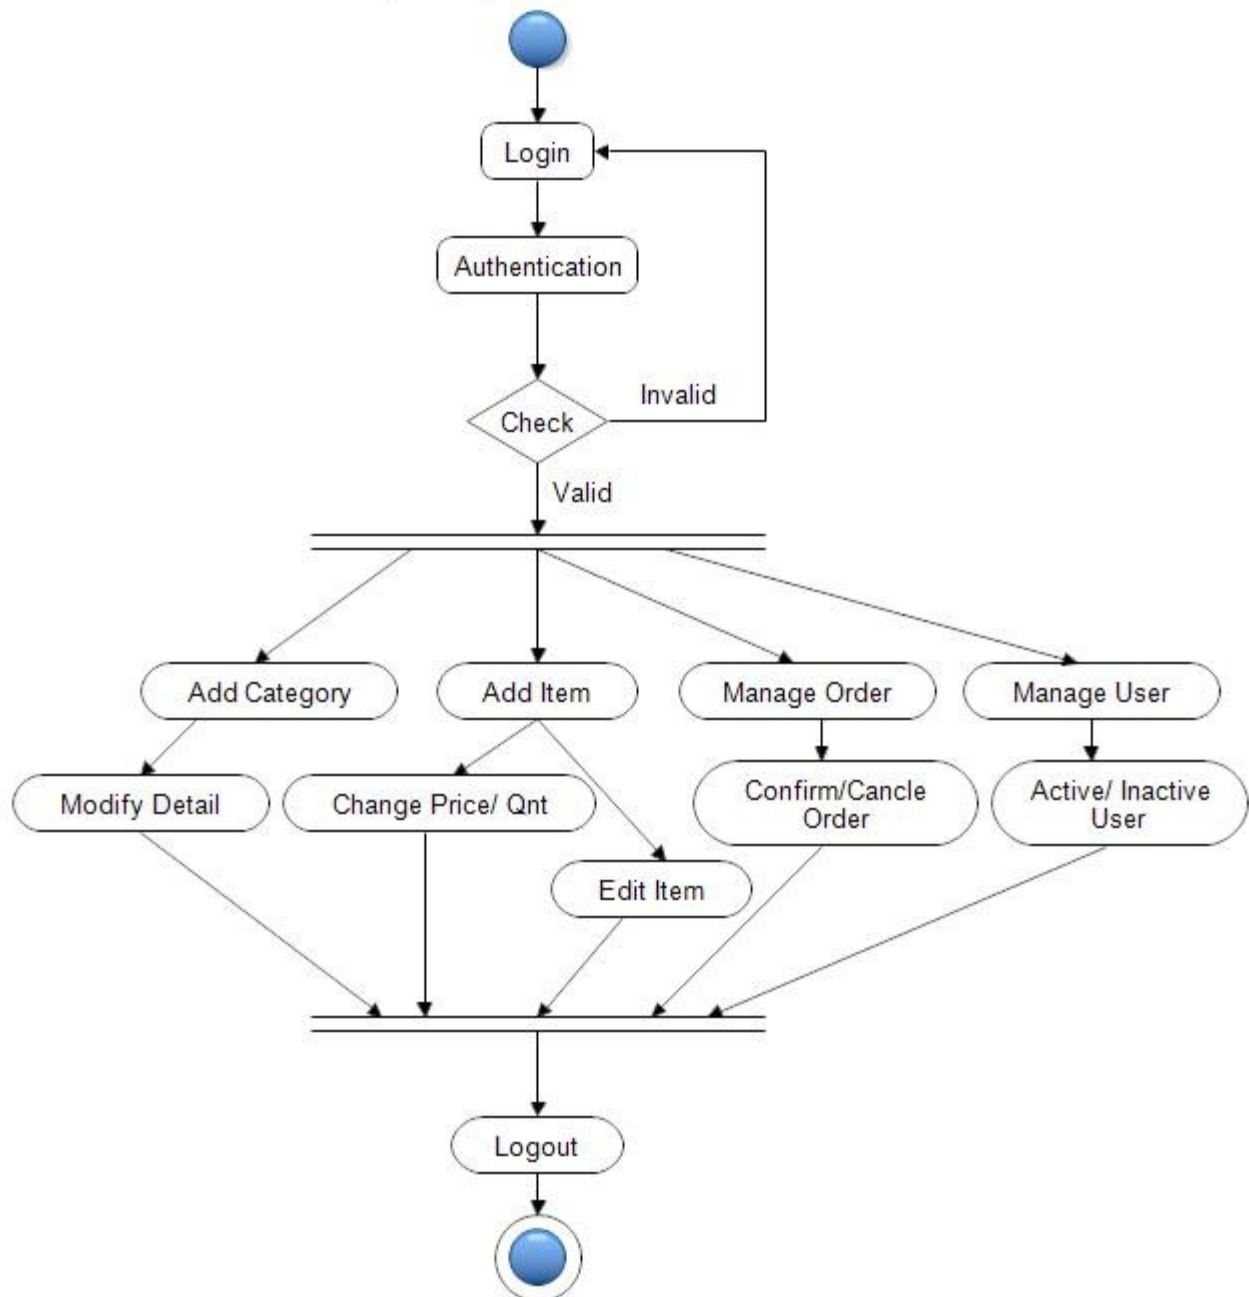 Login
Authentication
Invalid
Check
Valid
Add Category
Add Item
Manage Order
Manage User
Modify Detail
Change Price/ Qnt
Confirm/Cancle
Order
Active/ Inactive
User
Edit Item
Logout